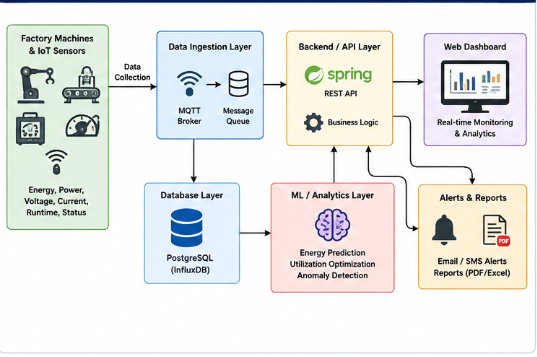 Factory Machines
& IoT Sensors
Energy, Power,
Voltage, Current,
Runtime, Status
Data
Collection
Data Ingestion Layer
MQTT
Broker
Message
Queue
Backend / API Layer
spring
REST API
Business Logic
Web Dashboard
Real-time Monitoring
& Analytics
Database Layer
PostgreSQL
(InfluxDB)
ML / Analytics Layer
Energy Prediction
Utilization Optimization
Anomaly Detection
Alerts & Reports
PDF
Email / SMS Alerts
Reports (PDF/Excel)